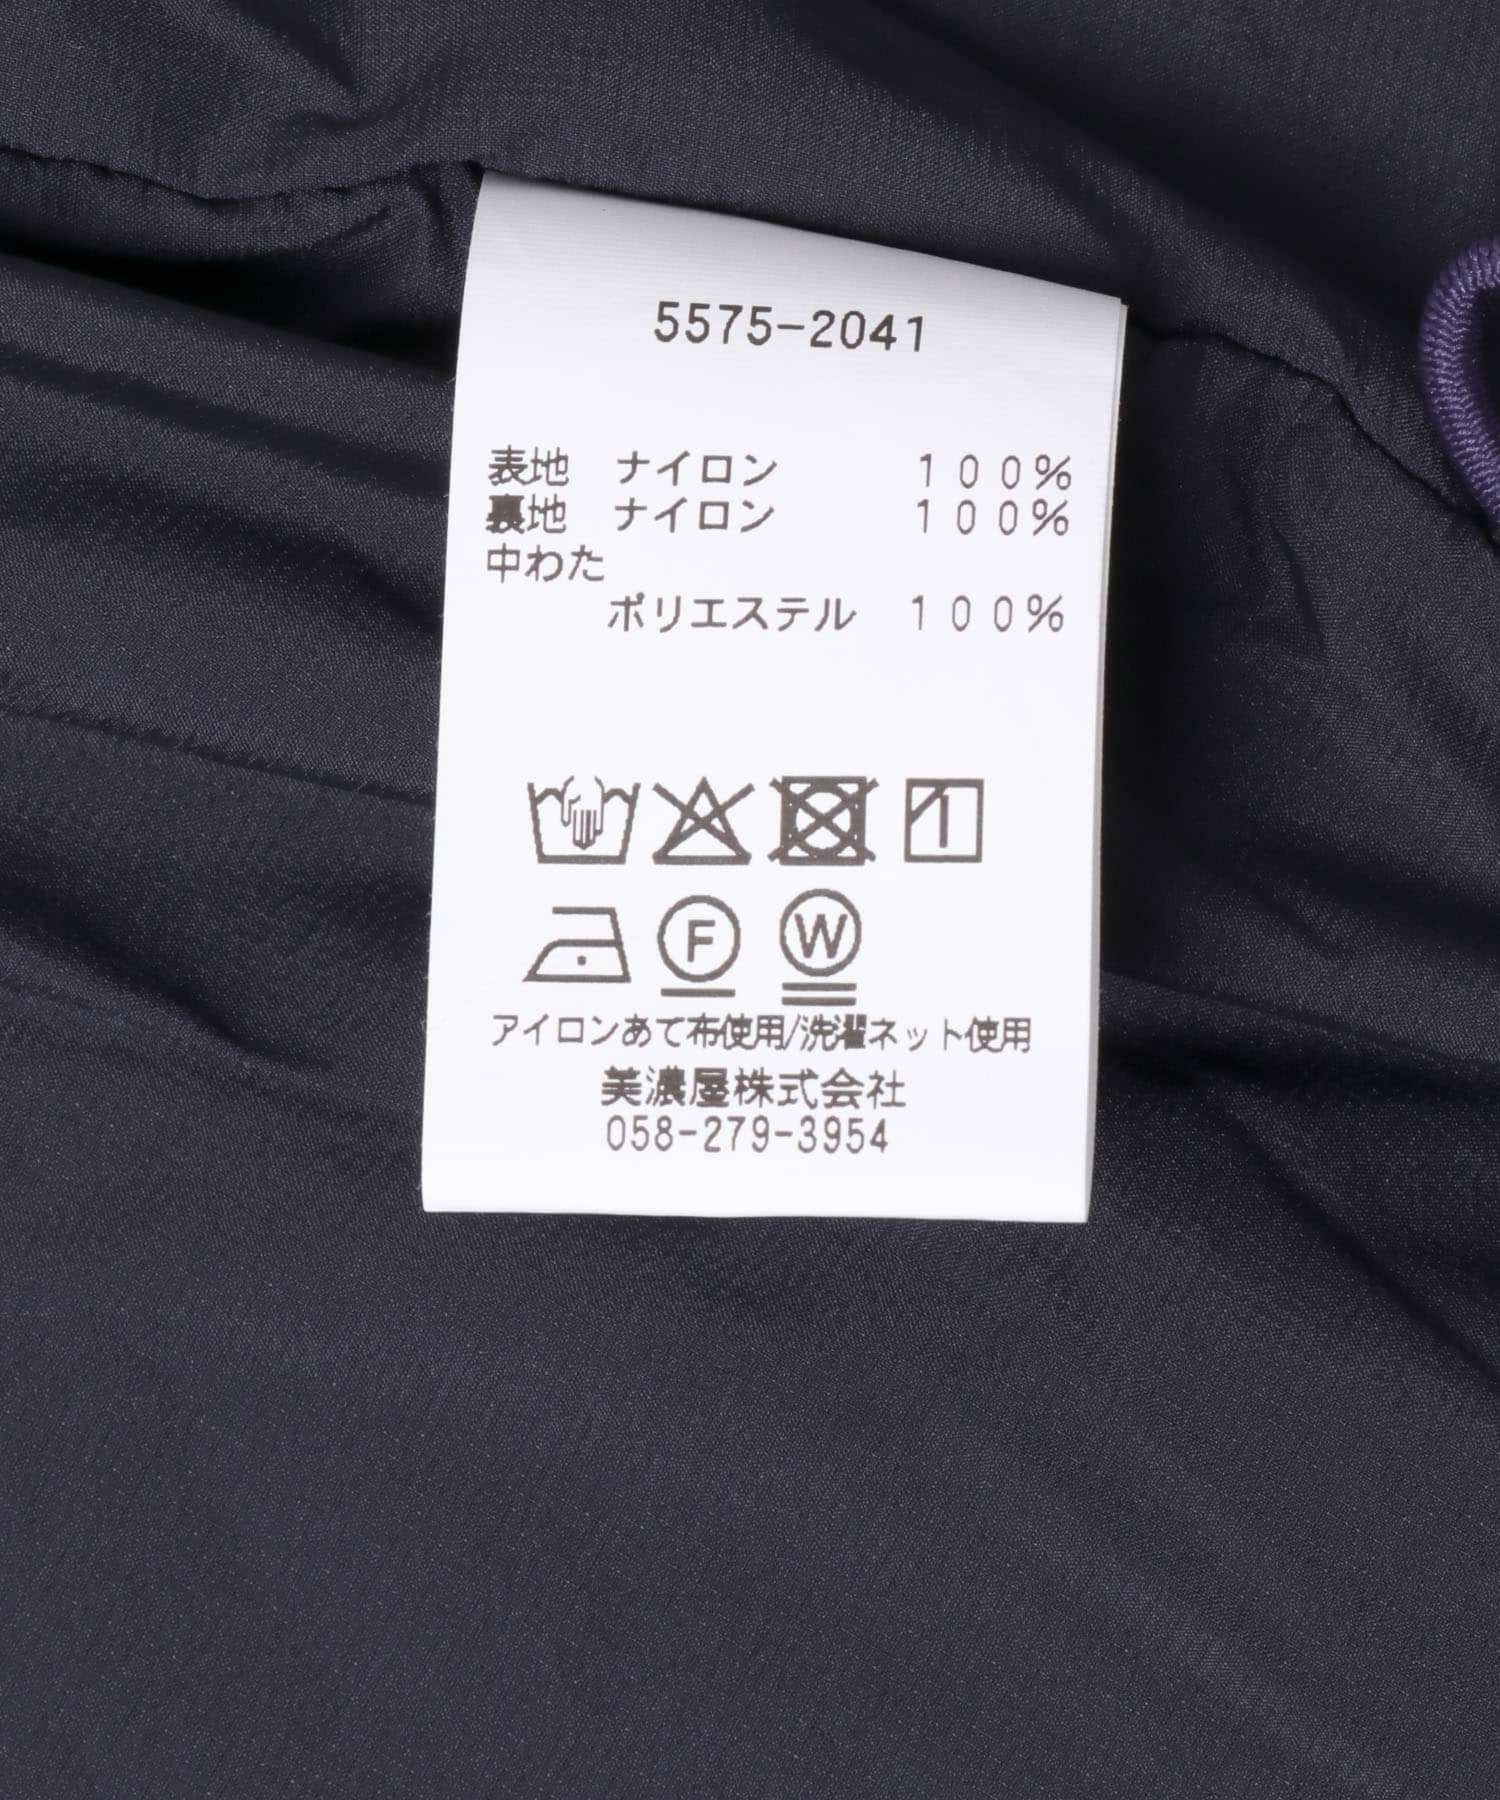 5575-2041
表地 ナイロン 100%
裏地 ナイロン 100%
中わた
ポリエステル 100%
1
F W
アイロンあて布使用/洗濯ネット使用
美濃屋株式会社
058-279-3954